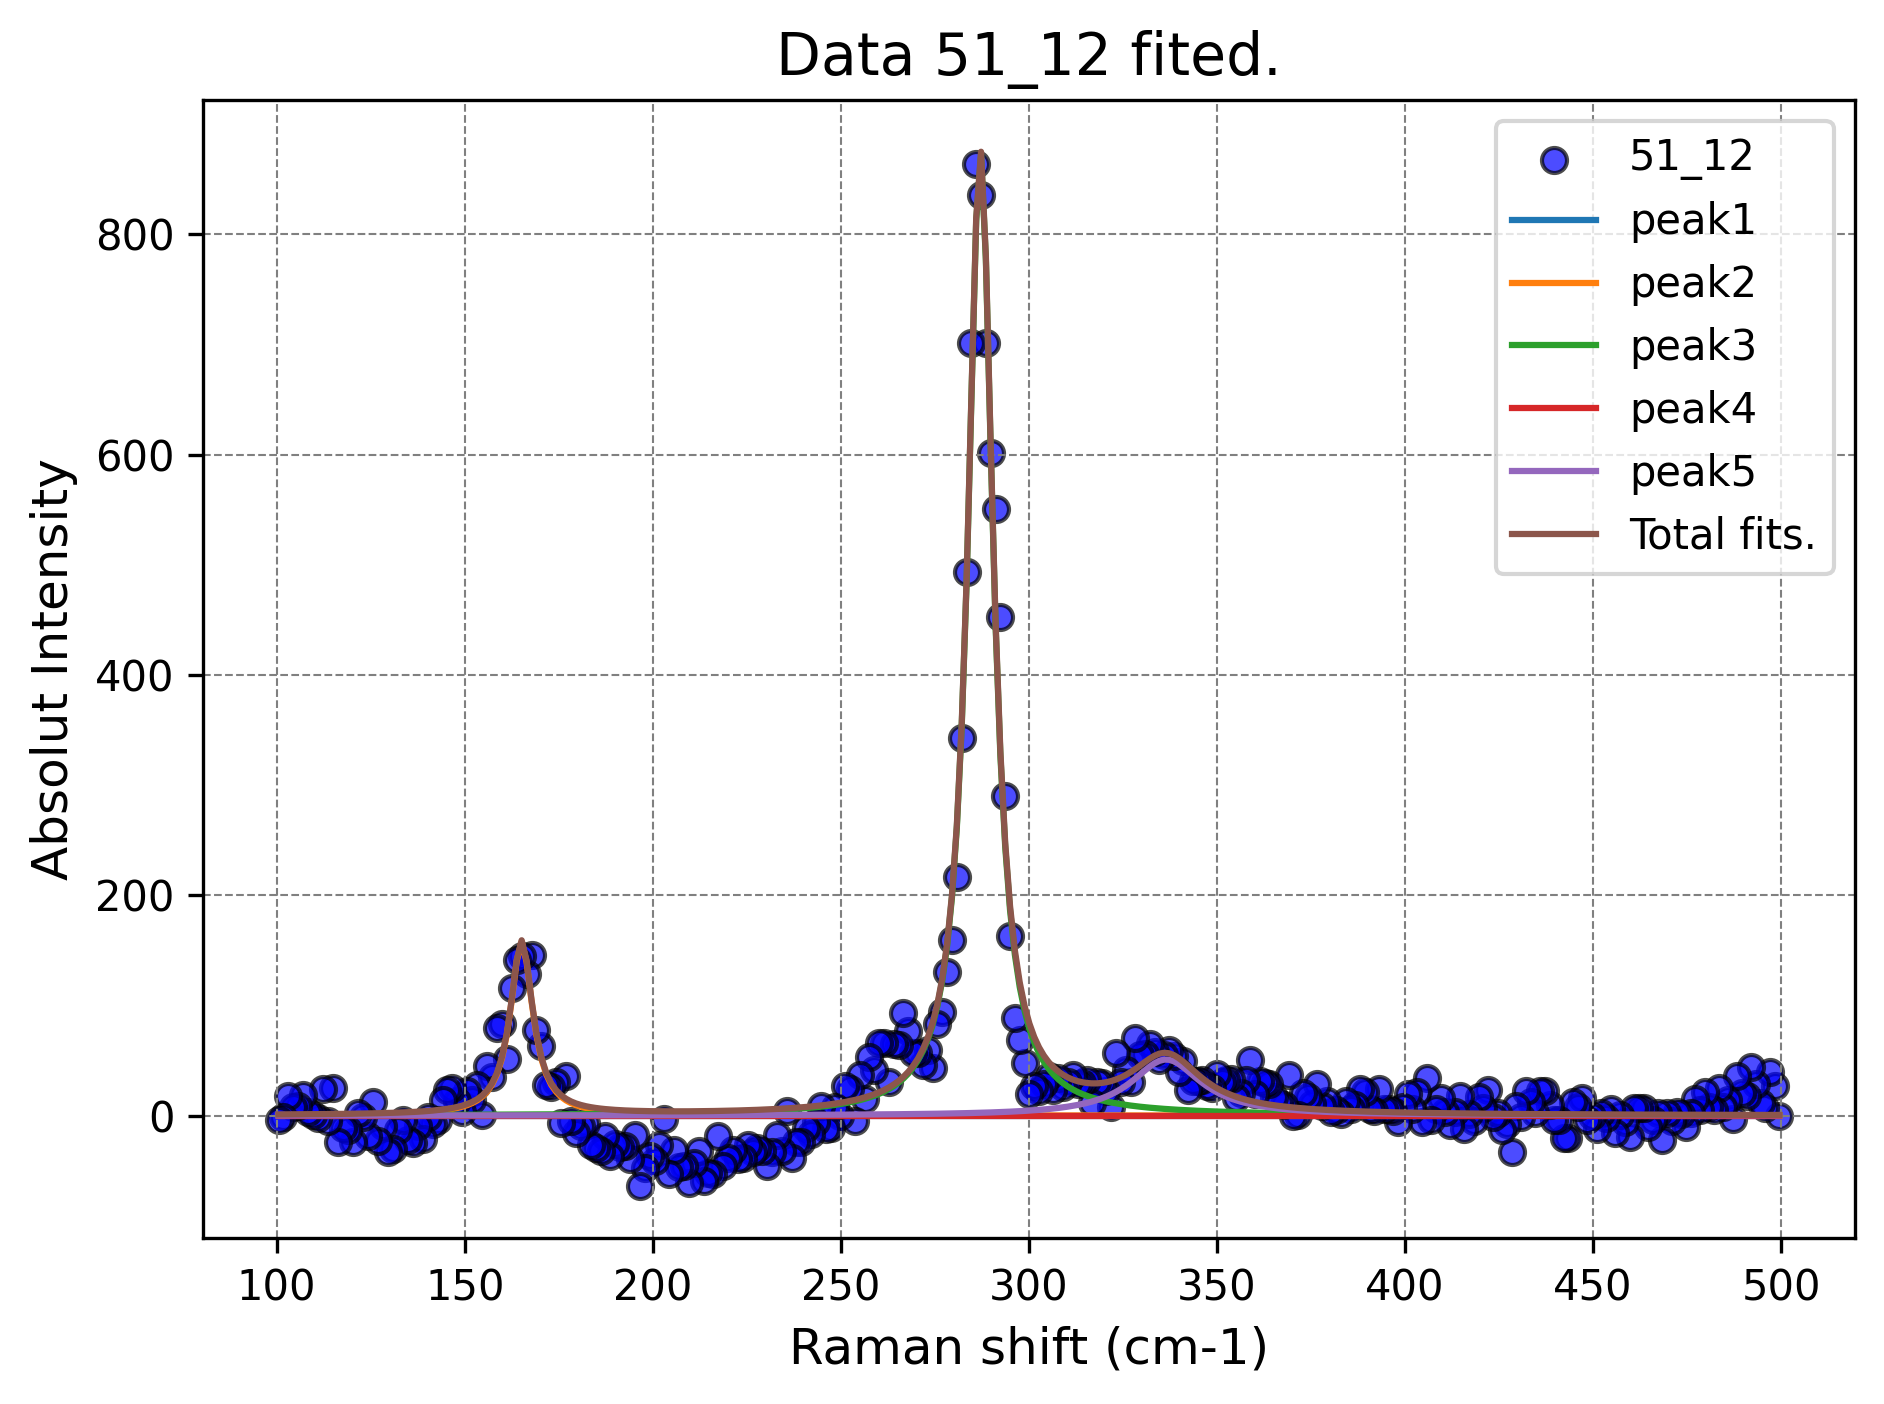 Data 51_12 fited.
51_12
peak1
peak2
peak3
peak4
peak5
Total fits.
Absolut Intensity
800
600
400
200
0
100 150 200 250 300 350 400 450 500
Raman shift (cm-1)